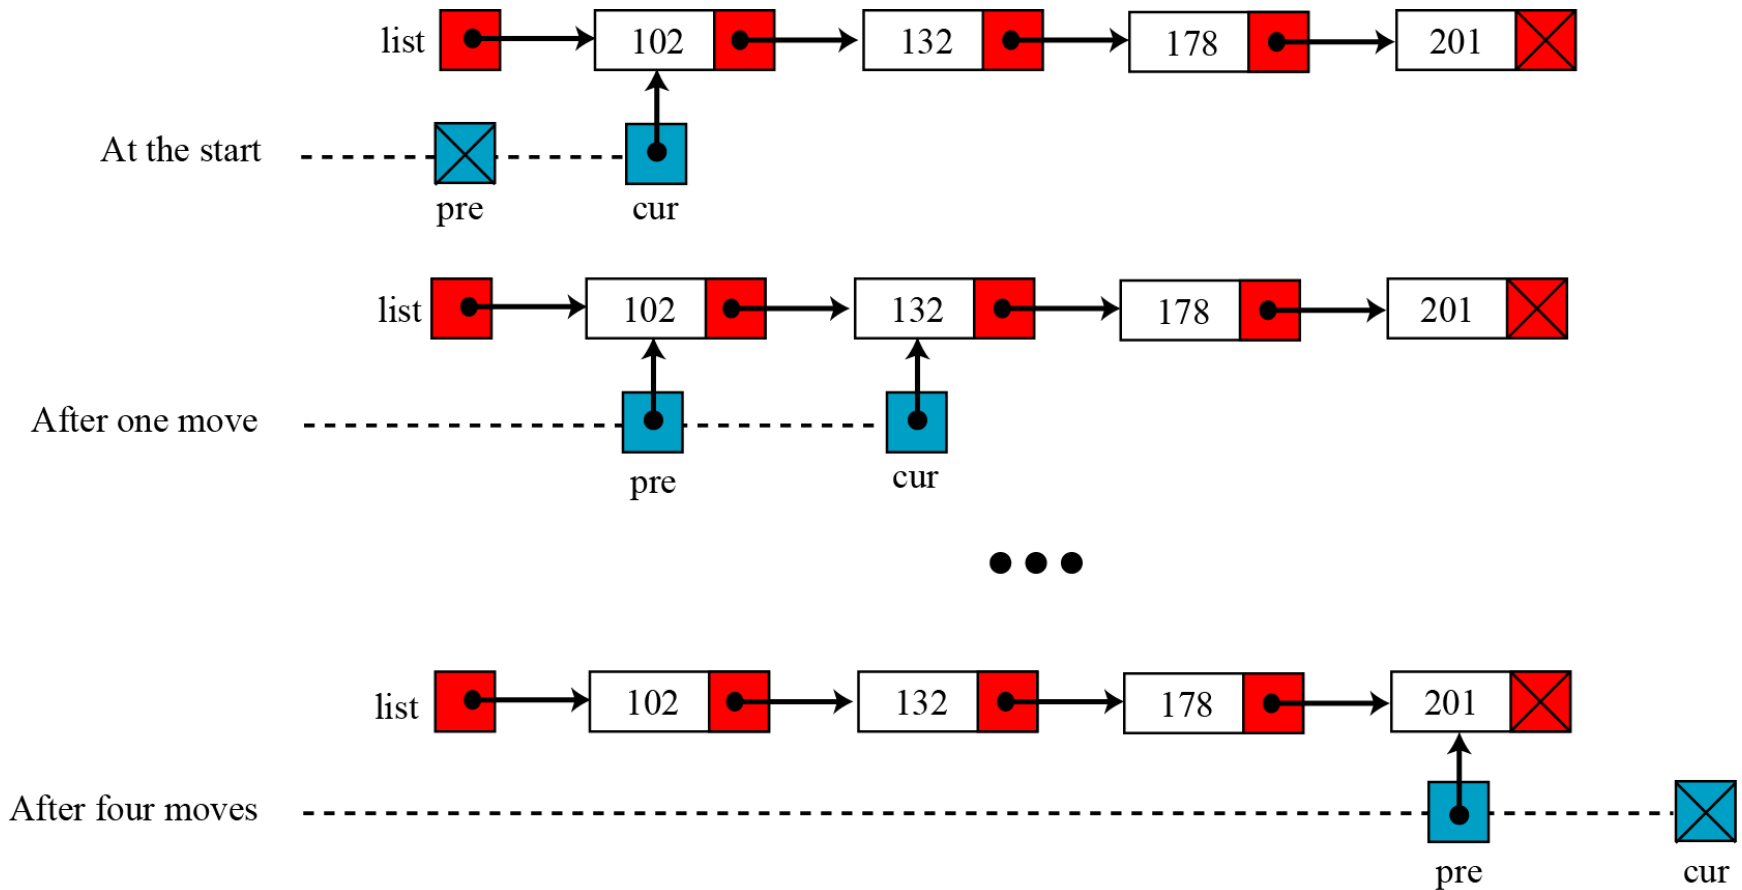 list 102 132 178 201
At the start
pre cur
list 102 132 178 201
After one move
pre cur
list 102 132 178 201
After four moves
pre cur